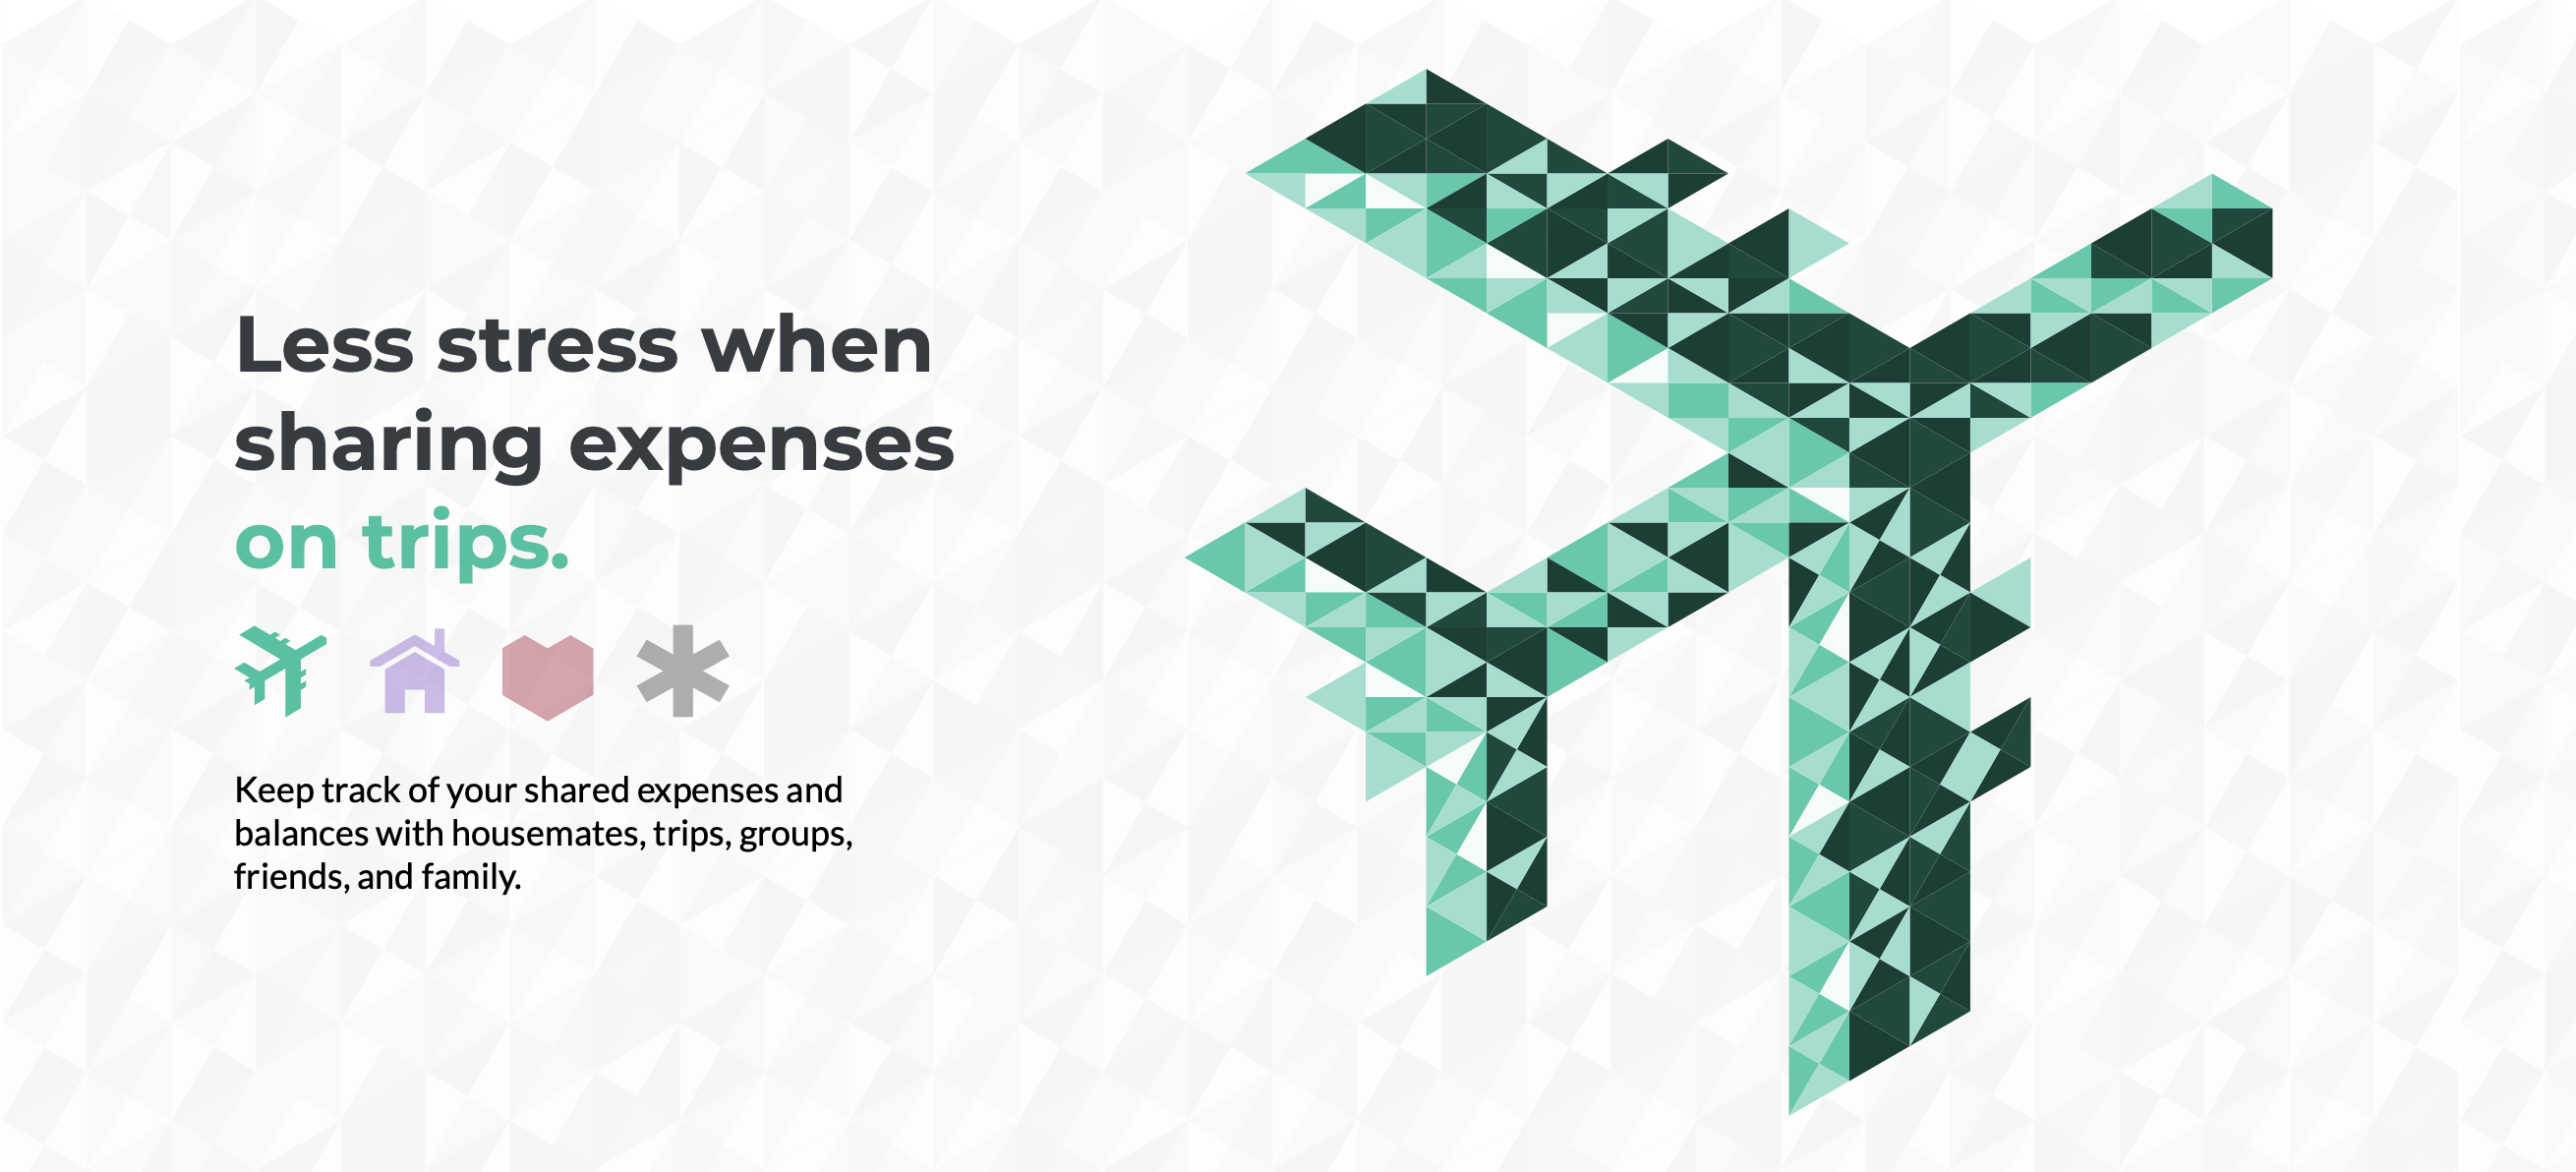 Less stress when
sharing expenses
on trips.
Keep track of your shared expenses and
balances with housemates, trips, groups,
friends, and family.